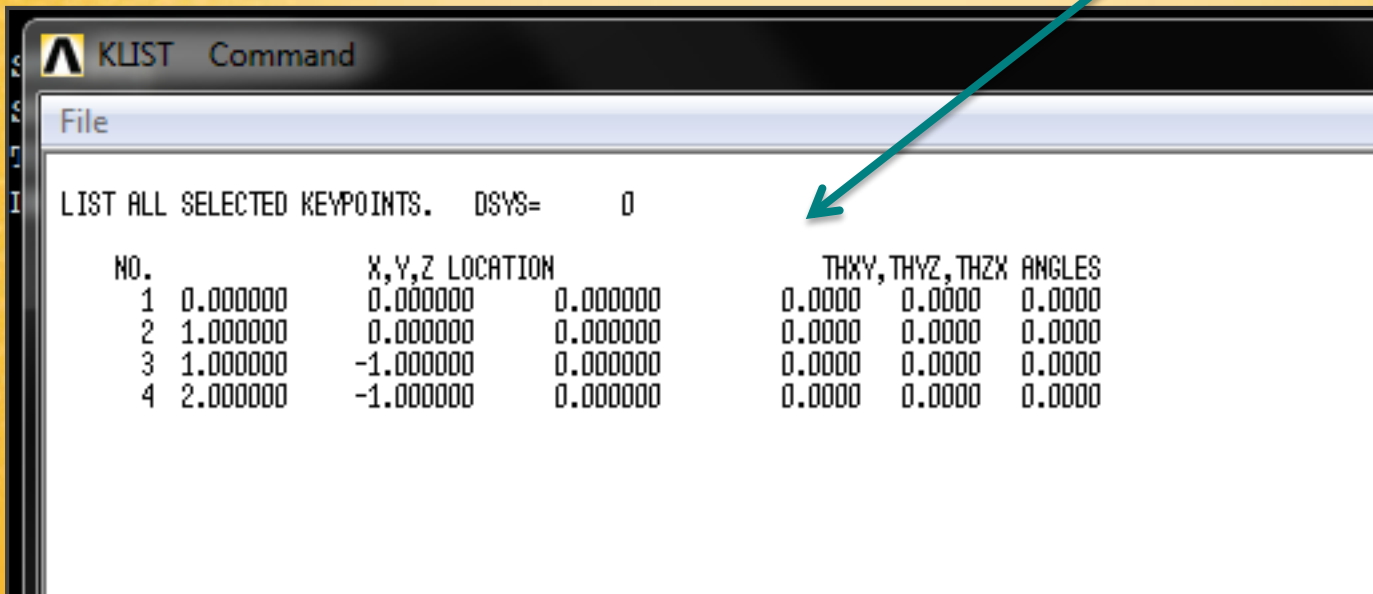 KLIST Command
File
LIST ALL SELECTED KEYPOINTS. DSYS= 0
NO. X,Y,Z LOCATION THXY,THYZ,THZX ANGLES
1 0.000000 0.000000 0.000000 0.0000 0.0000 0.0000
2 1.000000 0.000000 0.000000 0.0000 0.0000 0.0000
3 1.000000 -1.000000 0.000000 0.0000 0.0000 0.0000
4 2.000000 -1.000000 0.000000 0.0000 0.0000 0.0000